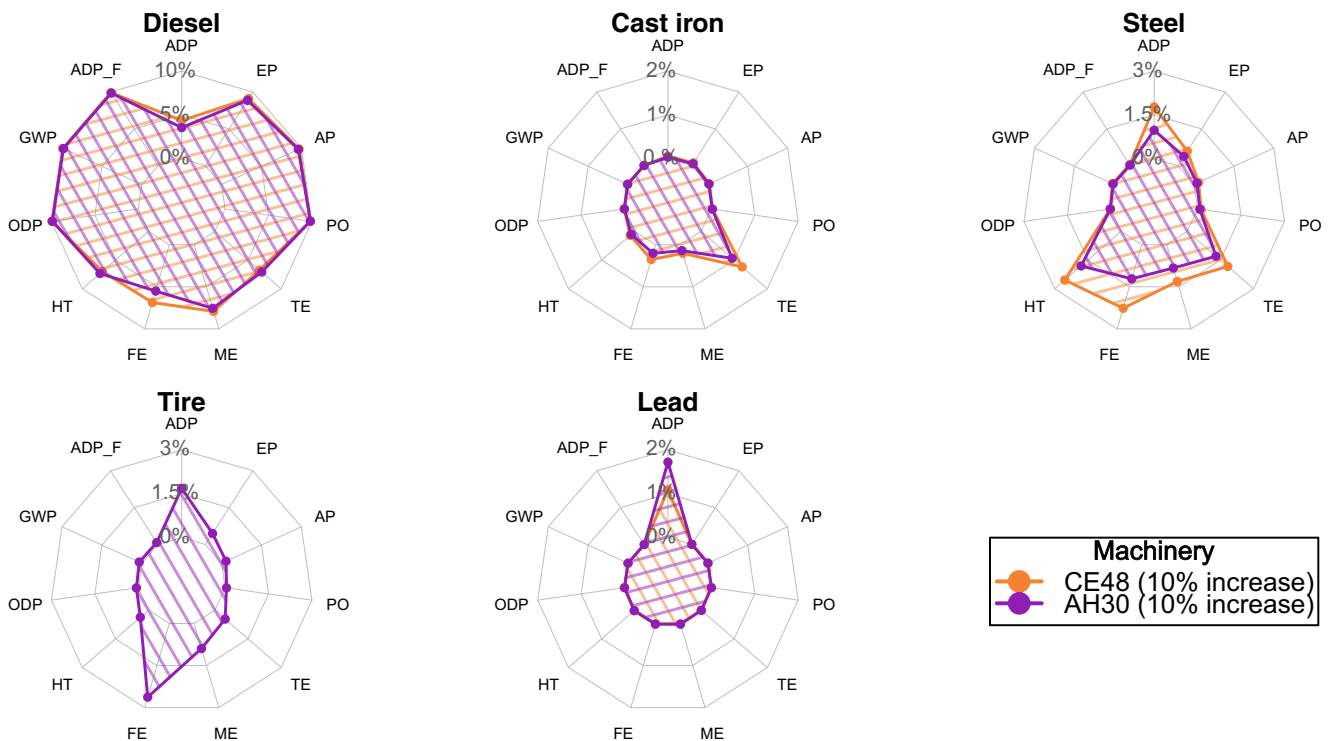 Diesel
ADP
EP
AP
PO
TE
ME
FE
HT
ODP
GWP
ADP_F
10%
5%
0%
Cast iron
ADP
EP
AP
PO
TE
ME
FE
HT
ODP
GWP
ADP_F
2%
1%
0%
Steel
ADP
EP
AP
PO
TE
ME
FE
HT
ODP
GWP
ADP_F
3%
1.5%
0%
Tire
ADP
EP
AP
PO
TE
ME
FE
HT
ODP
GWP
ADP_F
3%
1.5%
0%
Lead
ADP
EP
AP
PO
TE
ME
FE
HT
ODP
GWP
ADP_F
2%
1%
0%
Machinery
CE48 (10% increase)
AH30 (10% increase)